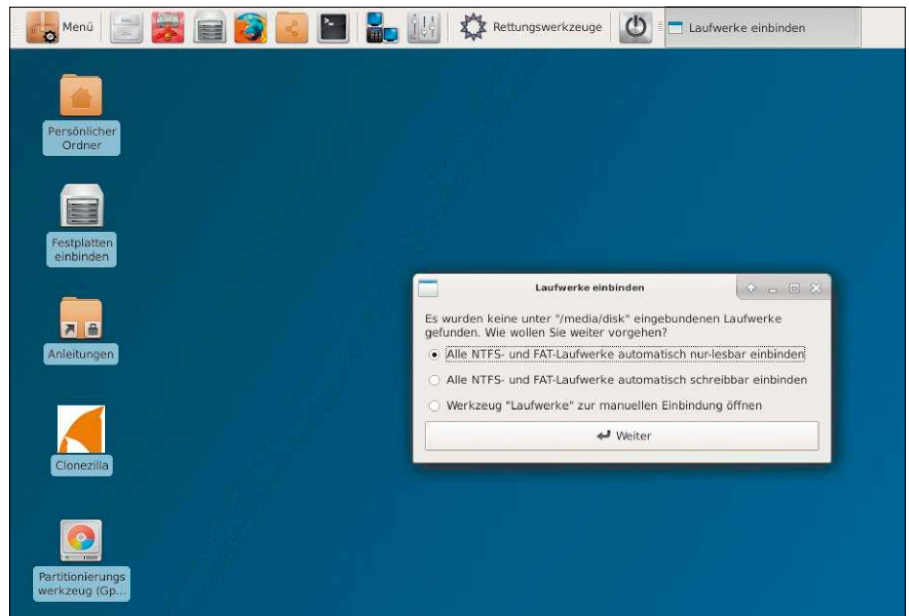 Menü
Rettungswerkzeuge
Laufwerke einbinden
Persönlicher
Ordner
Festplatten
einbinden
Anleitungen
Clonezilla
Partitionierungs
werkzeug (Gp...
Laufwerke einbinden
Es wurden keine unter "/media/disk" eingebundenen Laufwerke
gefunden. Wie wollen Sie weiter vorgehen?
Alle NTFS- und FAT-Laufwerke automatisch nur-lesbar einbinden
Alle NTFS- und FAT-Laufwerke automatisch schreibbar einbinden
Werkzeug "Laufwerke" zur manuellen Einbindung öffnen
Weiter